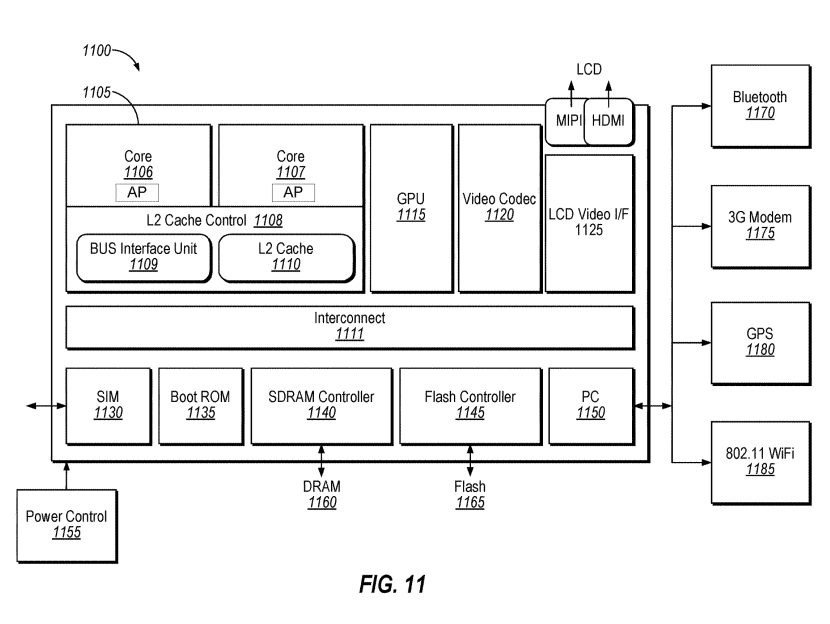 1100
1105
LCD
MIPI
HDMI
Bluetooth
1170
Core
1106
AP
Core
1107
AP
GPU
1115
Video Codec
1120
LCD Video I/F
1125
L2 Cache Control 1108
BUS Interface Unit
1109
L2 Cache
1110
3G Modem
1175
Interconnect
1111
GPS
1180
SIM
1130
Boot ROM
1135
SDRAM Controller
1140
Flash Controller
1145
PC
1150
802.11 WiFi
1185
DRAM
1160
Flash
1165
Power Control
1155
FIG. 11